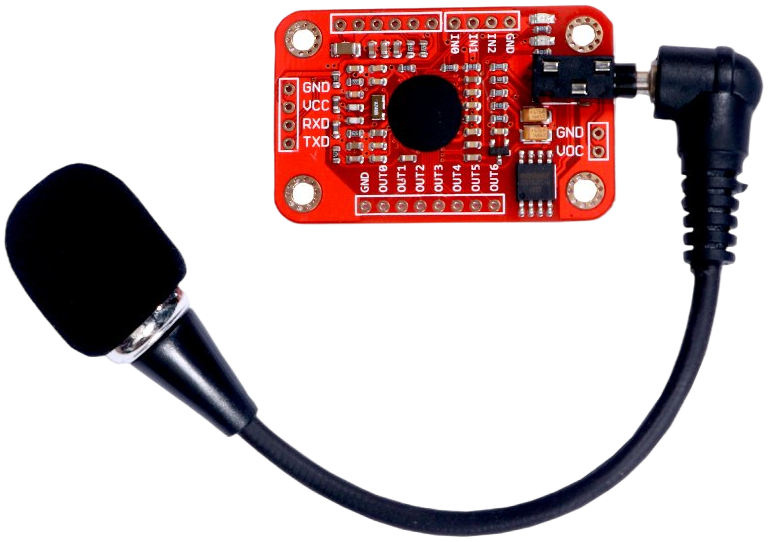 IN0
IN1
IN2
GND
GND
VCC
RXD
TXD
GND
VOC
GND
OUT0
OUT1
OUT2
OUT3
OUT4
OUT5
OUT6